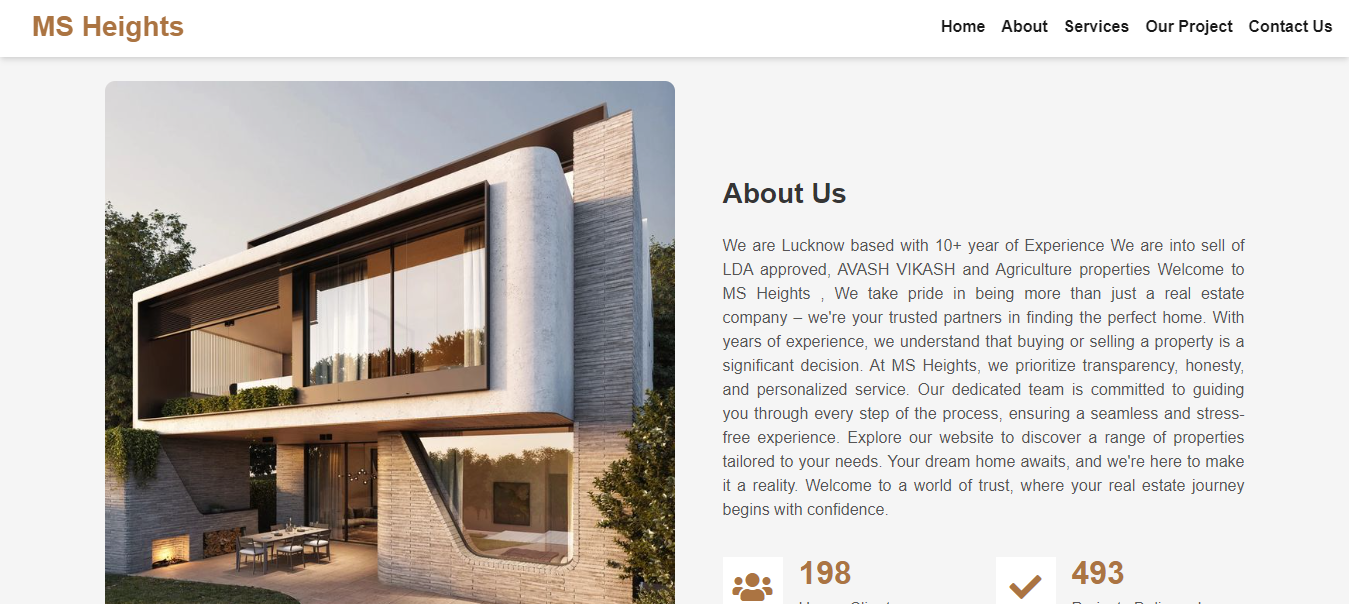 MS Heights
Home About Services Our Project Contact Us
About Us
We are Lucknow based with 10+ year of Experience We are into sell of
LDA approved, AVASH VIKASH and Agriculture properties Welcome to
MS Heights , We take pride in being more than just a real estate
company – we're your trusted partners in finding the perfect home. With
years of experience, we understand that buying or selling a property is a
significant decision. At MS Heights, we prioritize transparency, honesty,
and personalized service. Our dedicated team is committed to guiding
you through every step of the process, ensuring a seamless and stress-
free experience. Explore our website to discover a range of properties
tailored to your needs. Your dream home awaits, and we're here to make
it a reality. Welcome to a world of trust, where your real estate journey
begins with confidence.
198
493